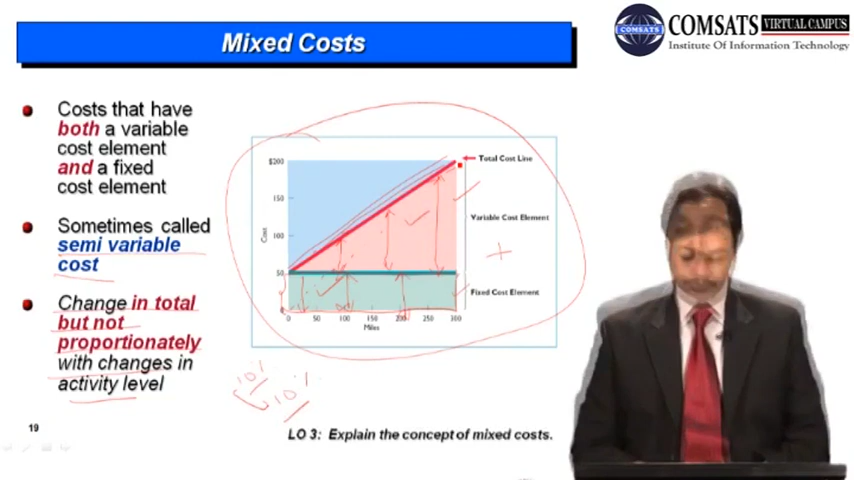 Mixed Costs
COMSATS VIRTUAL CAMPUS
Institute Of Information Technology
COMSATS
Costs that have
both a variable
cost element
and a fixed
cost element
Sometimes called
semi variable
cost
Change in total
but not
proportionately
with changes in
activity level
$200
150
100
50
0
Cost
0 50 100 150 200 250 300
Miles
Total Cost Line
Variable Cost Element
+
Fixed Cost Element
10%
10%
19
LO 3: Explain the concept of mixed costs.